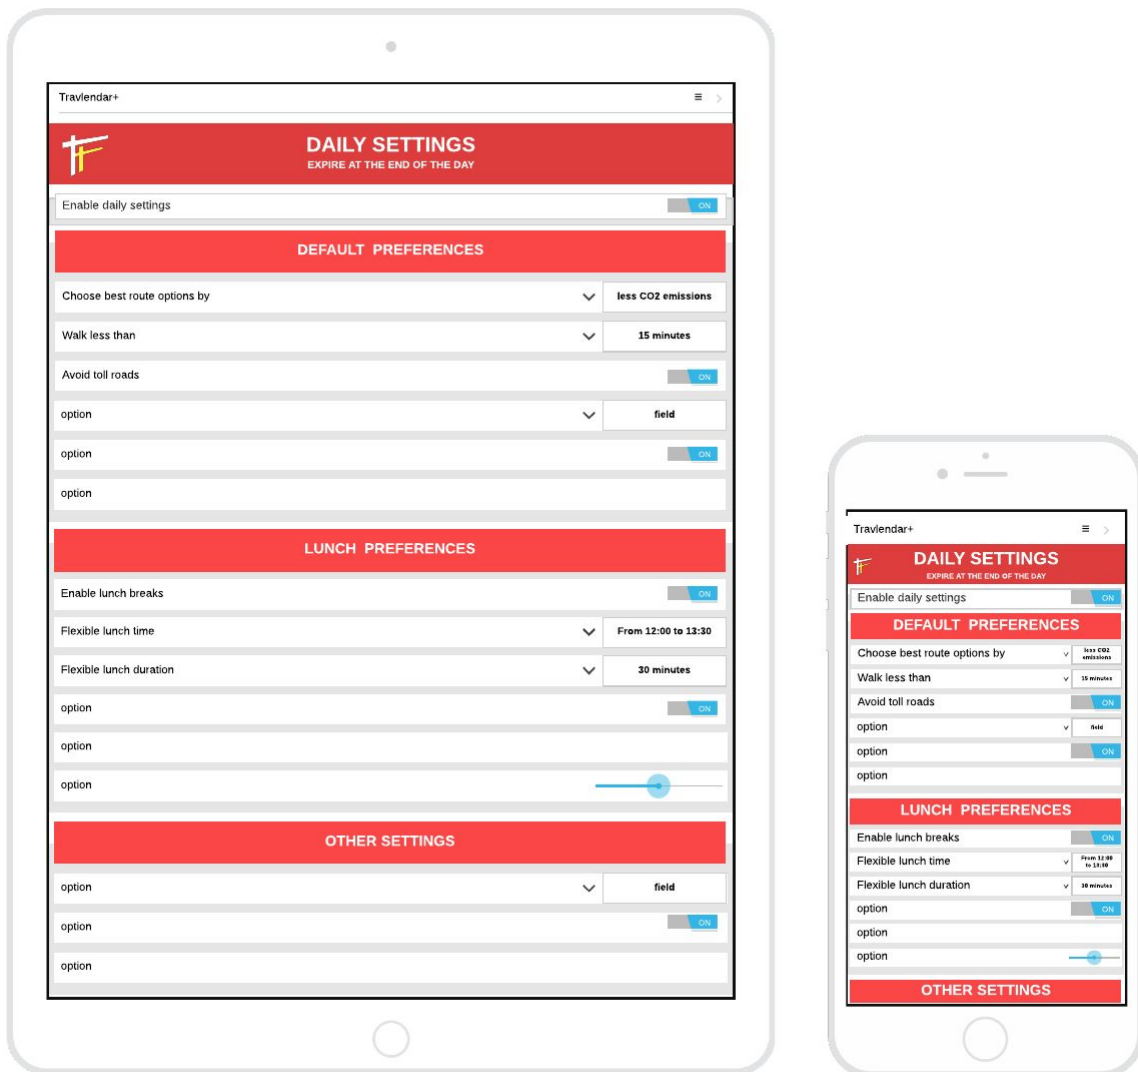 Travlendar+
DAILY SETTINGS
EXPIRE AT THE END OF THE DAY
Enable daily settings ON
DEFAULT PREFERENCES
Choose best route options by less CO2 emissions
Walk less than 15 minutes
Avoid toll roads ON
option field
option ON
option
LUNCH PREFERENCES
Enable lunch breaks ON
Flexible lunch time From 12:00 to 13:30
Flexible lunch duration 30 minutes
option ON
option
option
OTHER SETTINGS
option field
option ON
option
Travlendar+
DAILY SETTINGS
EXPIRE AT THE END OF THE DAY
Enable daily settings ON
DEFAULT PREFERENCES
Choose best route options by less CO2
emissions
Walk less than 15 minutes
Avoid toll roads ON
option field
option ON
option
LUNCH PREFERENCES
Enable lunch breaks ON
Flexible lunch time From 12:00
to
Flexible lunch duration 30 minutes
option ON
option
option
OTHER SETTINGS